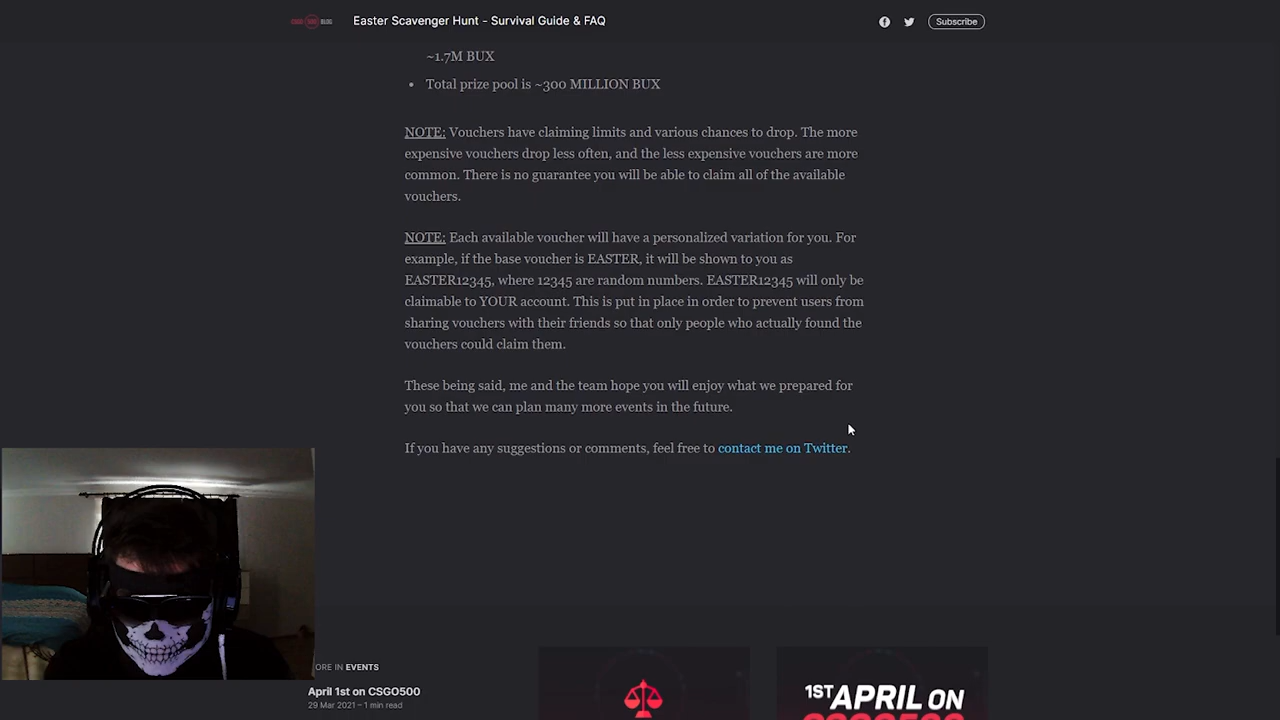 Easter Scavenger Hunt - Survival Guide & FAQ
Subscribe
~1.7M BUX
• Total prize pool is ~300 MILLION BUX
NOTE: Vouchers have claiming limits and various chances to drop. The more
expensive vouchers drop less often, and the less expensive vouchers are more
common. There is no guarantee you will be able to claim all of the available
vouchers.
NOTE: Each available voucher will have a personalized variation for you. For
example, if the base voucher is EASTER, it will be shown to you as
EASTER12345, where 12345 are random numbers. EASTER12345 will only be
claimable to YOUR account. This is put in place in order to prevent users from
sharing vouchers with their friends so that only people who actually found the
vouchers could claim them.
These being said, me and the team hope you will enjoy what we prepared for
you so that we can plan many more events in the future.
If you have any suggestions or comments, feel free to contact me on Twitter.
ORE IN EVENTS
April 1st on CSGO500
29 Mar 2021 – 1 min read
1ST APRIL ON
CSGO500